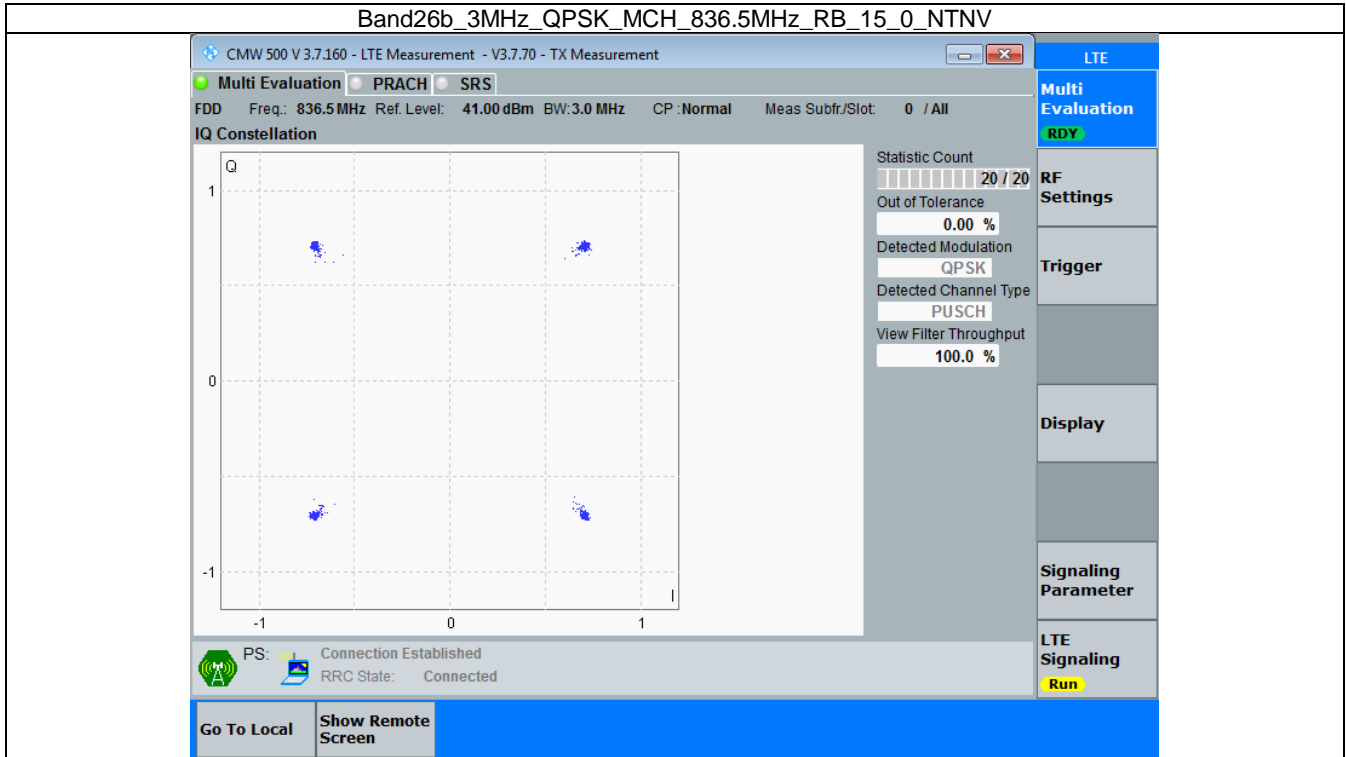 Band26b_3MHz_QPSK_MCH_836.5MHz_RB_15_0_NTNV
CMW 500 V 3.7.160 - LTE Measurement - V3.7.70 - TX Measurement
LTE
Multi Evaluation PRACH SRS
FDD Freq.: 836.5 MHz Ref. Level: 41.00 dBm BW: 3.0 MHz CP : Normal Meas Subfr./Slot: 0 / All
IQ Constellation
Multi
Evaluation
RDY
Q
1
0
-1
I
-1 0 1
Statistic Count
20 / 20
Out of Tolerance
0.00 %
Detected Modulation
QPSK
Detected Channel Type
PUSCH
View Filter Throughput
100.0 %
RF
Settings
Trigger
Display
Signaling
Parameter
LTE
Signaling
Run
PS: Connection Established
RRC State: Connected
Go To Local
Show Remote
Screen